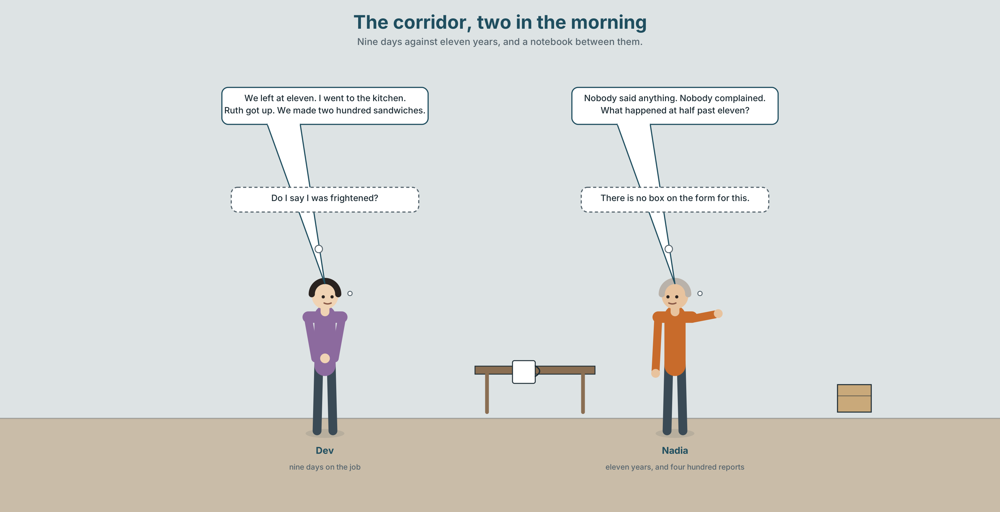 The corridor, two in the morning
Nine days against eleven years, and a notebook between them.
We left at eleven. I went to the kitchen.
Ruth got up. We made two hundred sandwiches.
Do I say I was frightened?
Nobody said anything. Nobody complained.
What happened at half past eleven?
There is no box on the form for this.
Dev
nine days on the job
Nadia
eleven years, and four hundred reports